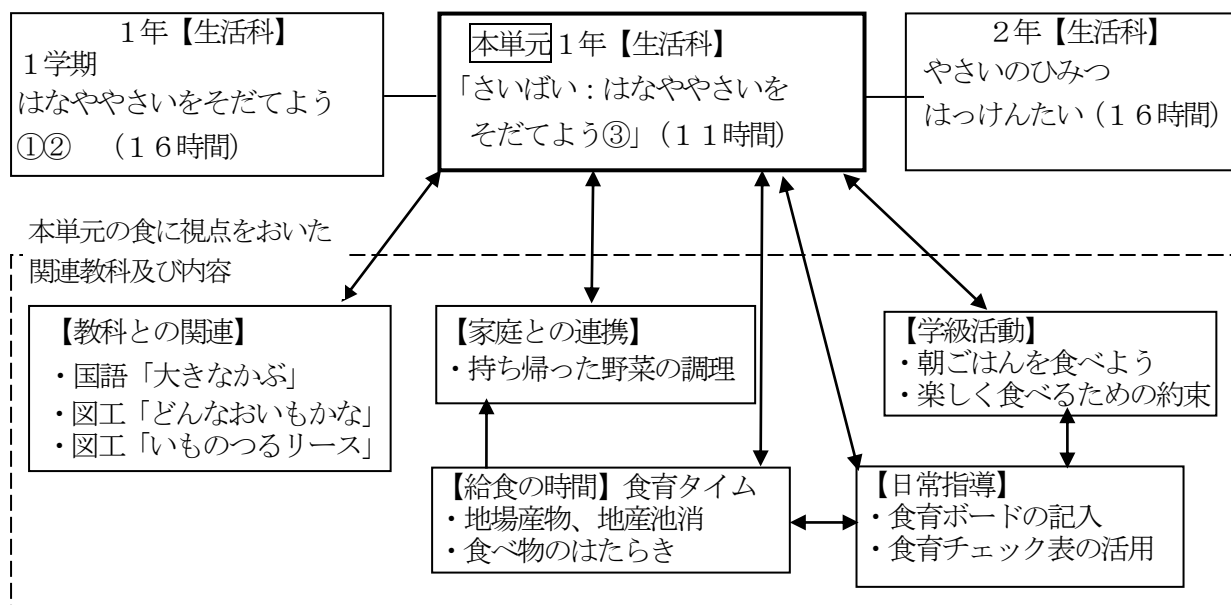 １年【生活科】
１学期
はなややさいをそだてよう
①② （１６時間）
本単元１年【生活科】
「さいばい：はなややさいを
そだてよう③」（１１時間）
２年【生活科】
やさいのひみつ
はっけんたい（１６時間）
本単元の食に視点をおいた
関連教科及び内容
【教科との関連】
・国語「大きなかぶ」
・図工「どんなおいもかな」
・図工「いものつるリース」
【家庭との連携】
・持ち帰った野菜の調理
【学級活動】
・朝ごはんを食べよう
・楽しく食べるための約束
【給食の時間】食育タイム
・地場産物、地産池消
・食べ物のはたらき
【日常指導】
・食育ボードの記入
・食育チェック表の活用